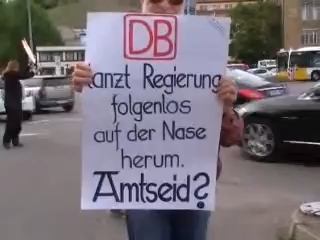 DB
tanzt Regierung
folgenlos
auf der Nase
herum.
Amtseid?